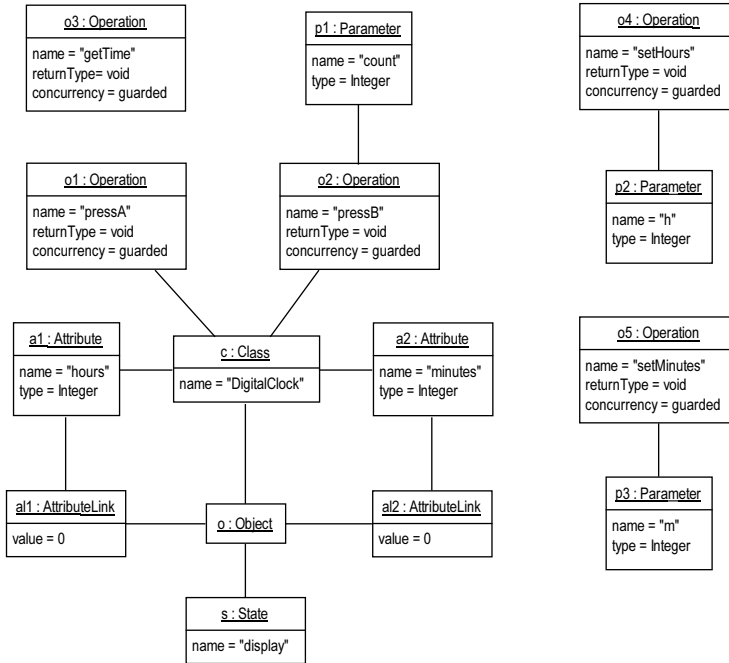 o3 : Operation
name = "getTime"
returnType= void
concurrency = guarded
p1 : Parameter
name = "count"
type = Integer
o4 : Operation
name = "setHours"
returnType = void
concurrency = guarded
o1 : Operation
name = "pressA"
returnType = void
concurrency = guarded
o2 : Operation
name = "pressB"
returnType = void
concurrency = guarded
p2 : Parameter
name = "h"
type = Integer
a1 : Attribute
name = "hours"
type = Integer
c : Class
name = "DigitalClock"
a2 : Attribute
name = "minutes"
type = Integer
o5 : Operation
name = "setMinutes"
returnType = void
concurrency = guarded
al1 : AttributeLink
value = 0
o : Object
al2 : AttributeLink
value = 0
p3 : Parameter
name = "m"
type = Integer
s : State
name = "display"